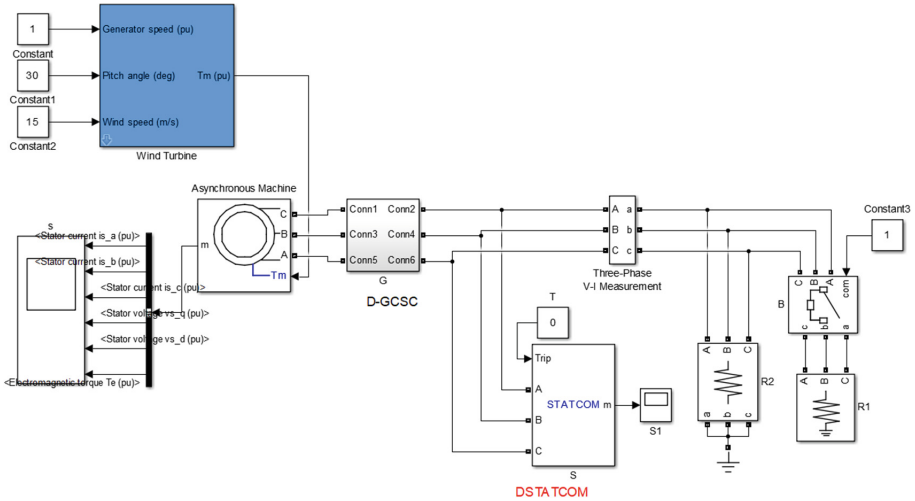 1
Constant
30
Constant1
15
Constant2
Generator speed (pu)
Pitch angle (deg)
Wind speed (m/s)
Tm (pu)
Wind Turbine
Asynchronous Machine
m
C
B
A
Tm
s
<Stator current is_a (pu)>
<Stator current is_b (pu)>
<Stator current is_c (pu)>
<Stator voltage vs_q (pu)>
<Stator voltage vs_d (pu)>
<Electromagnetic torque Te (pu)>
Conn1 Conn2
Conn3 Conn4
Conn5 Conn6
G
D-GCSC
A a
B b
C c
Three-Phase
V-I Measurement
Constant3
1
T
0
Trip
A
B
C
STATCOM m
S
DSTATCOM
S1
A B C
a b c
R2
C B A com
B
c b a
A B C
R1